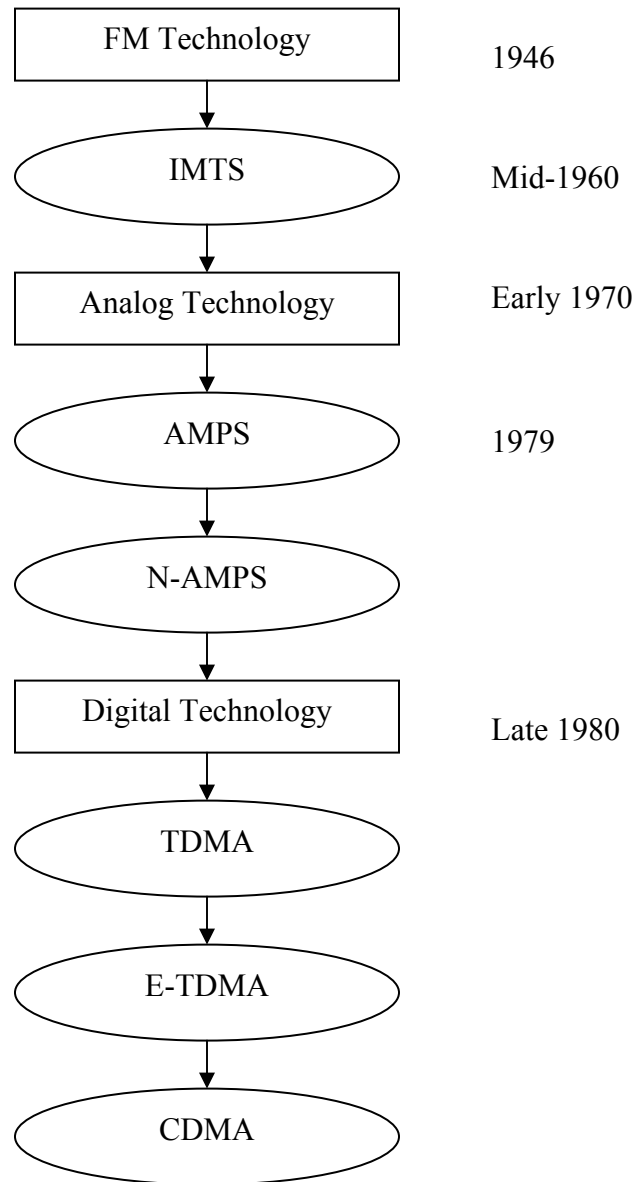 FM Technology
1946
IMTS
Mid-1960
Analog Technology
Early 1970
AMPS
1979
N-AMPS
Digital Technology
Late 1980
TDMA
E-TDMA
CDMA